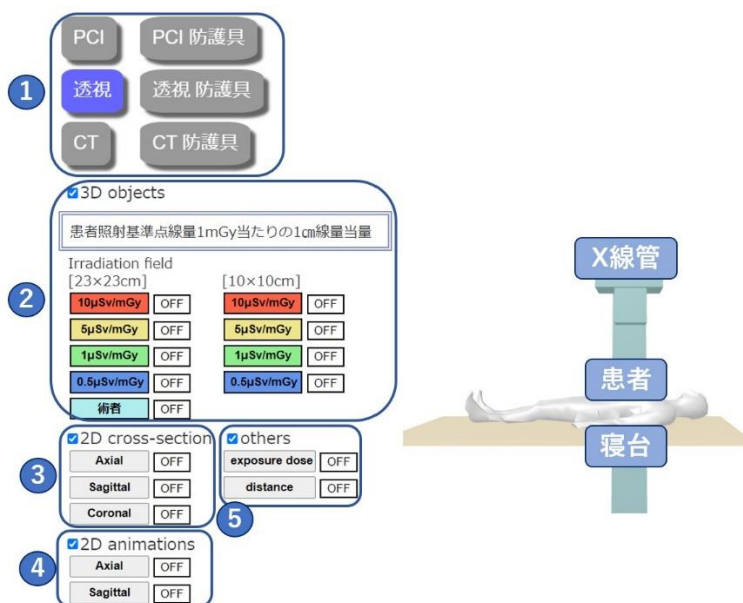 PCI PCI 防護具
1 透視 透視 防護具
CT CT 防護具
3D objects
患者照射基準点線量1mGy当たりの1㎝線量当量
Irradiation field
[23×23cm] [10×10cm]
2 10μSv/mGy OFF 10μSv/mGy OFF
5μSv/mGy OFF 5μSv/mGy OFF
1μSv/mGy OFF 1μSv/mGy OFF
0.5μSv/mGy OFF 0.5μSv/mGy OFF
術者 OFF
2D cross-section others
3 Axial OFF exposure dose OFF
Sagittal OFF distance OFF
Coronal OFF 5
2D animations
4 Axial OFF
Sagittal OFF
X線管
患者
寝台